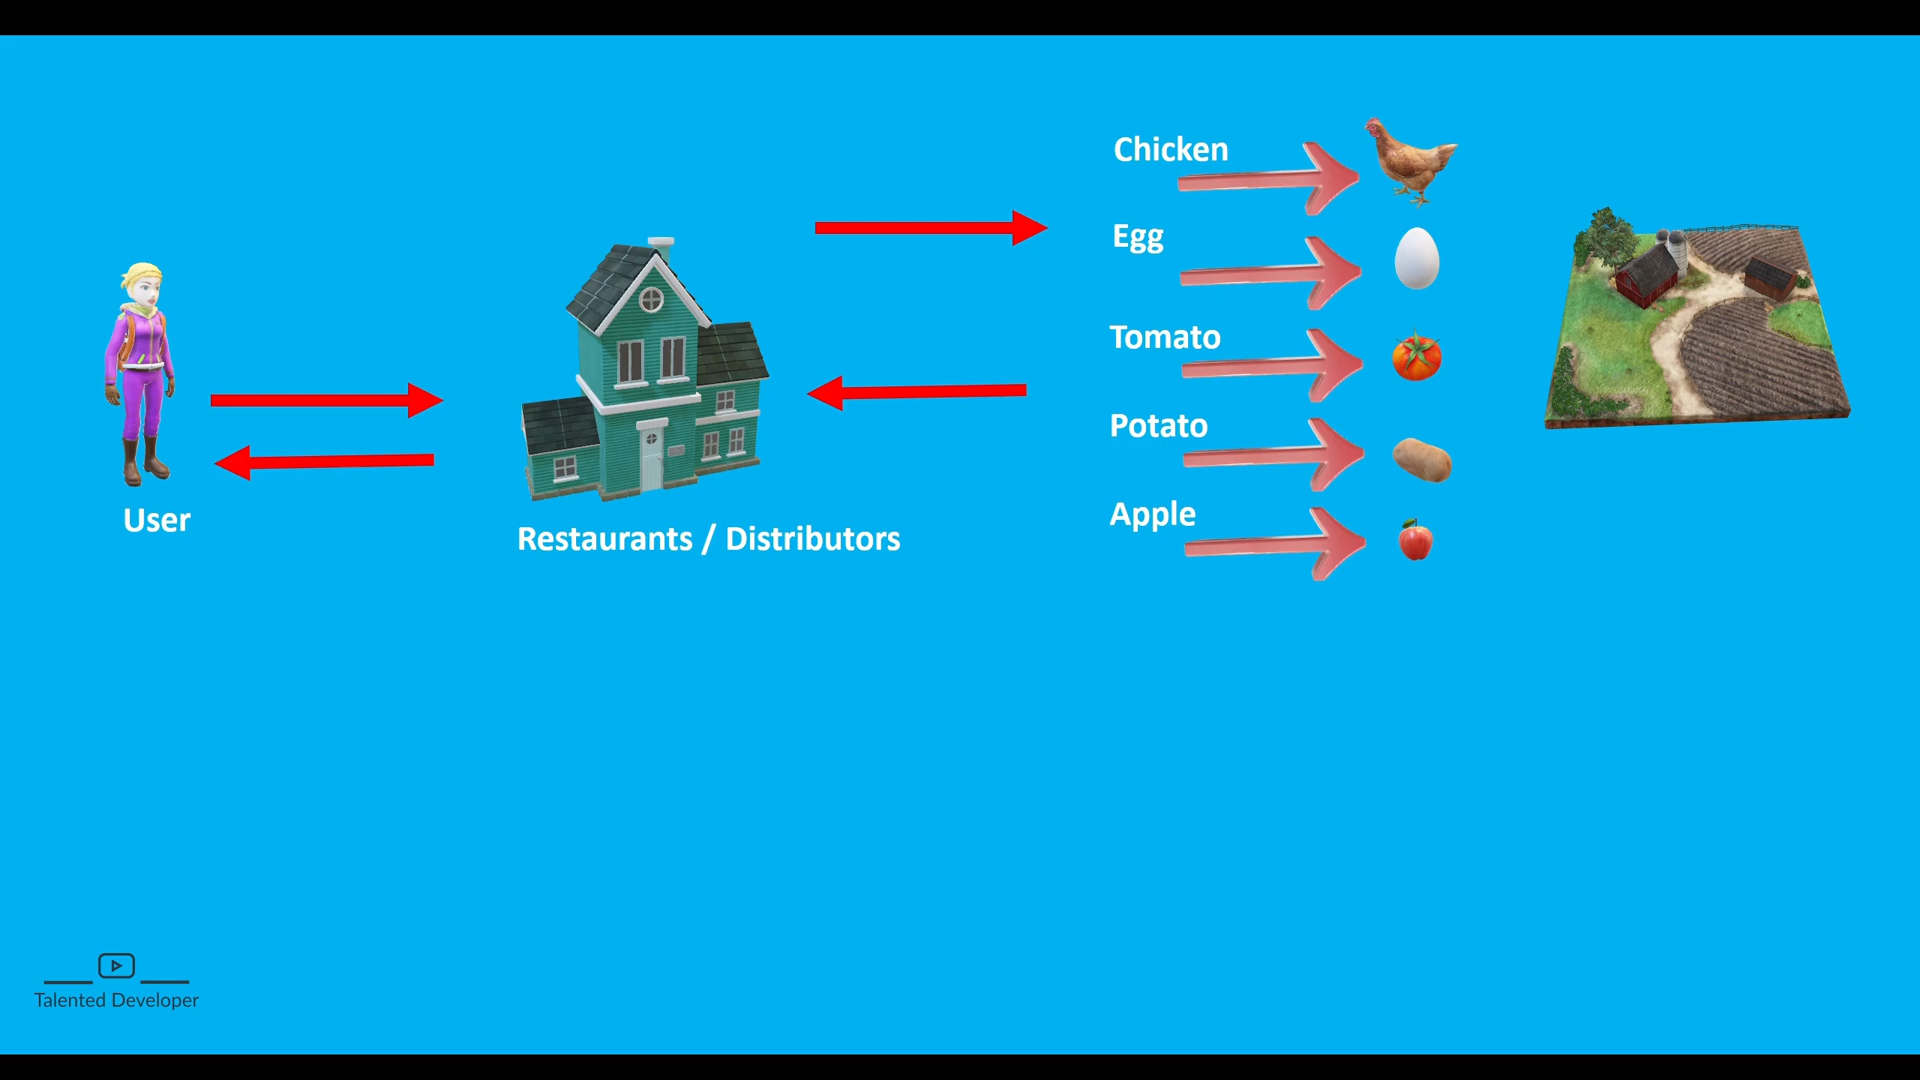 Chicken
Egg
Tomato
Potato
Apple
User
Restaurants / Distributors
Talented Developer